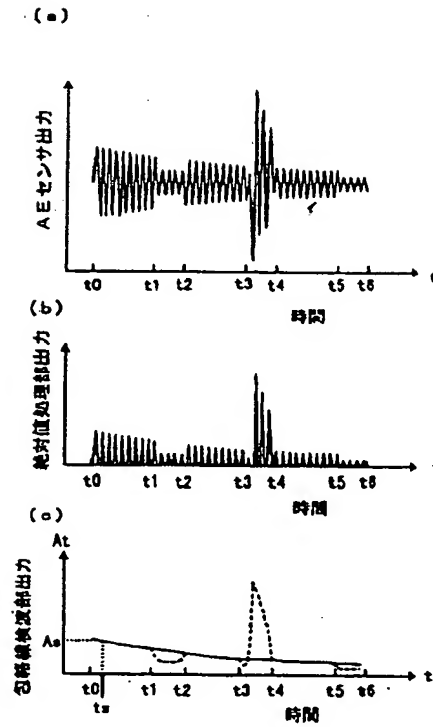 (a)
AEセンサ出力
t0 t1 t2 t3 t4 t5 t6
t
時間
(b)
絶対値処理部出力
t0 t1 t2 t3 t4 t5 t6
t
時間
(c)
At
包絡線検波部出力
As
t0 t1 t2 t3 t4 t5 t6
t
ts
時間